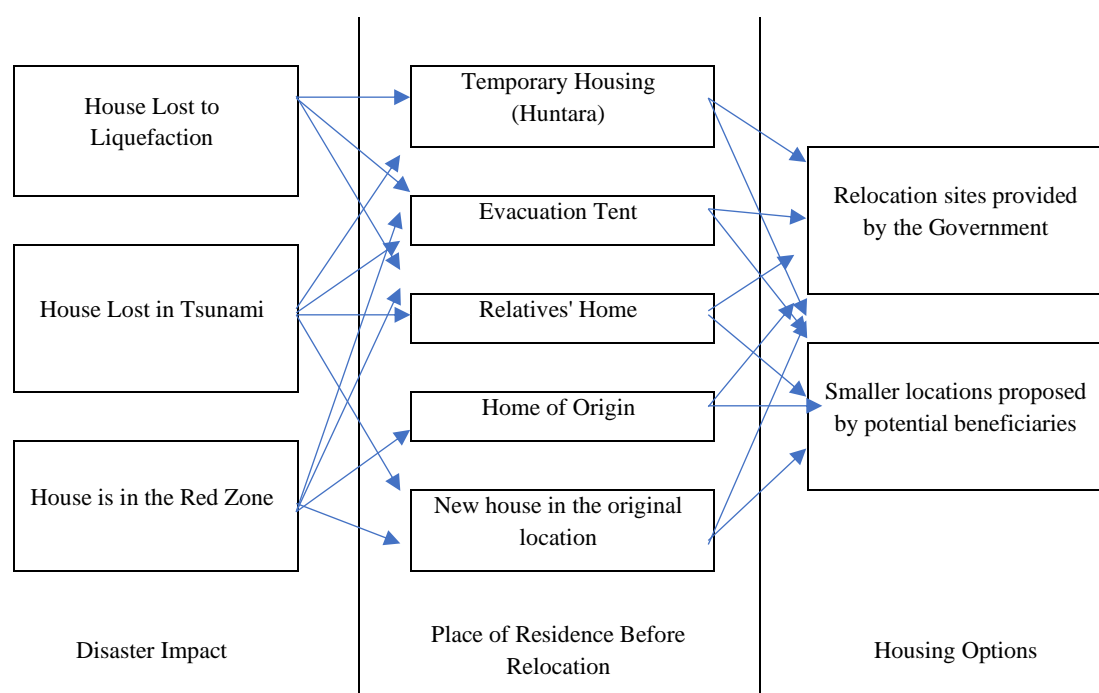 House Lost to
Liquefaction
House Lost in Tsunami
House is in the Red Zone
Disaster Impact
Temporary Housing
(Huntara)
Evacuation Tent
Relatives' Home
Home of Origin
New house in the original
location
Place of Residence Before
Relocation
Relocation sites provided
by the Government
Smaller locations proposed
by potential beneficiaries
Housing Options